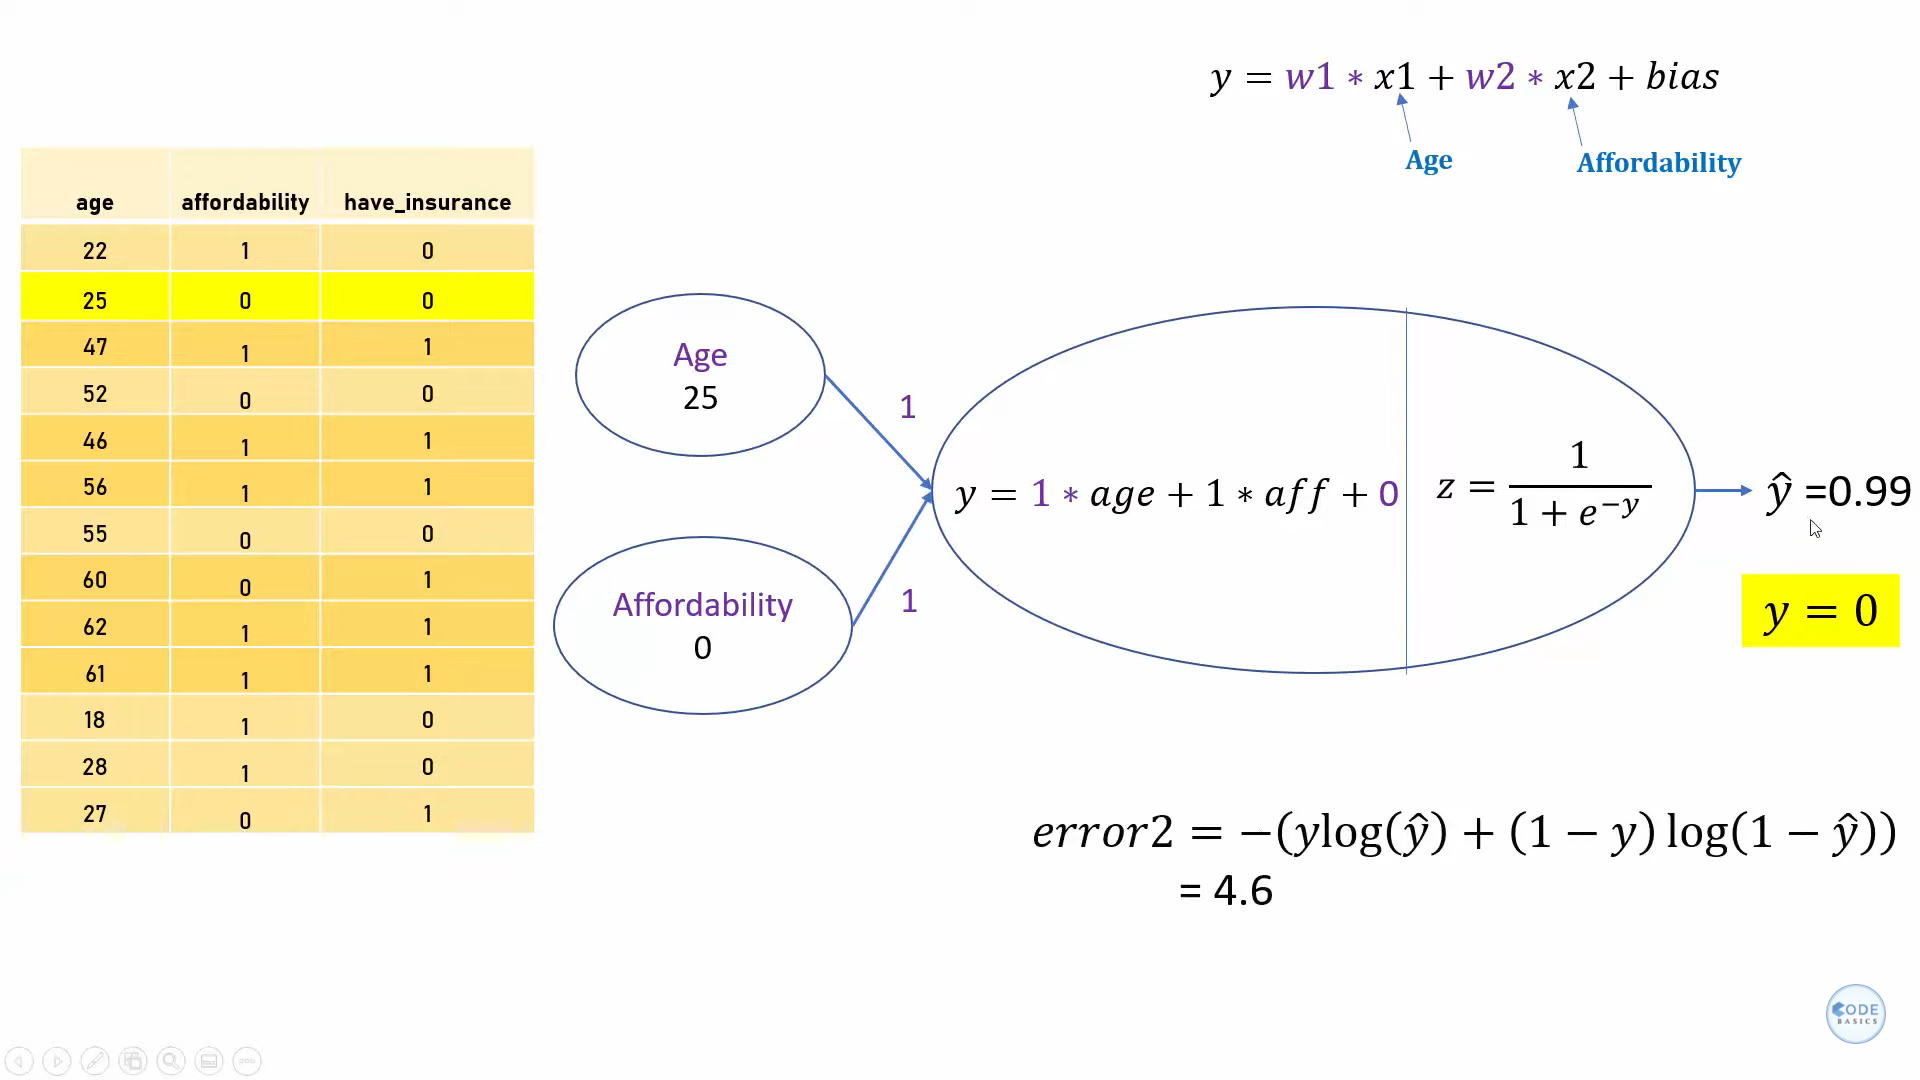 y = w1 * x1 + w2 * x2 + bias
Age
Affordability
age affordability have_insurance
22 1 0
25 0 0
47 1 1
52 0 0
46 1 1
56 1 1
55 0 0
60 0 1
62 1 1
61 1 1
18 1 0
28 1 0
27 0 1
Age
25
1
Affordability
0
1
y = 1 * age + 1 * aff + 0
z = 1 / (1 + e^{-y})
ŷ =0.99
y = 0
error2 = −(ylog(ŷ) + (1 − y) log(1 − ŷ))
= 4.6
CODE
BASICS